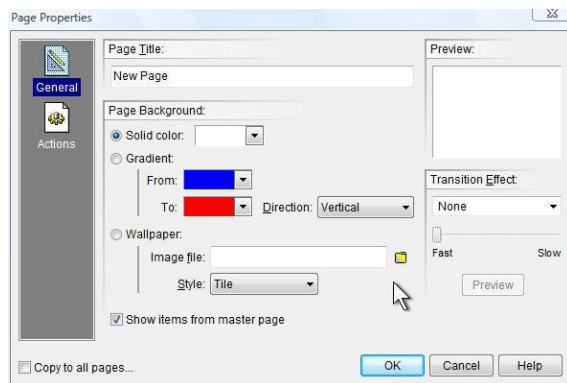 Page Properties
General
Actions
Page Title:
New Page
Page Background:
Solid color:
Gradient:
From:
To:
Direction: Vertical
Wallpaper:
Image file:
Style: Tile
Show items from master page
Preview:
Transition Effect:
None
Fast Slow
Preview
Copy to all pages...
OK Cancel Help